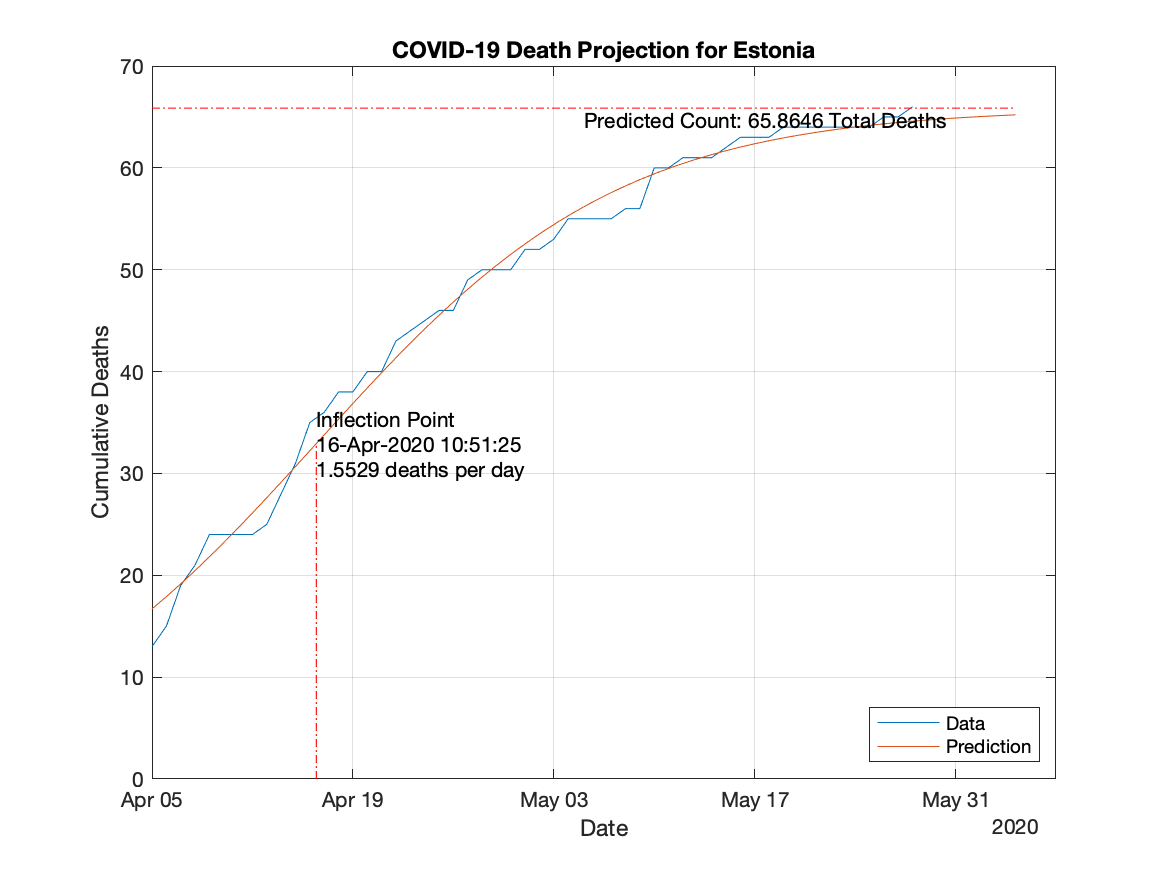 COVID-19 Death Projection for Estonia
70
60
50
40
30
20
10
0
Cumulative Deaths
Predicted Count: 65.8646 Total Deaths
Inflection Point
16-Apr-2020 10:51:25
1.5529 deaths per day
Data
Prediction
Apr 05
Apr 19
May 03
May 17
May 31
Date
2020